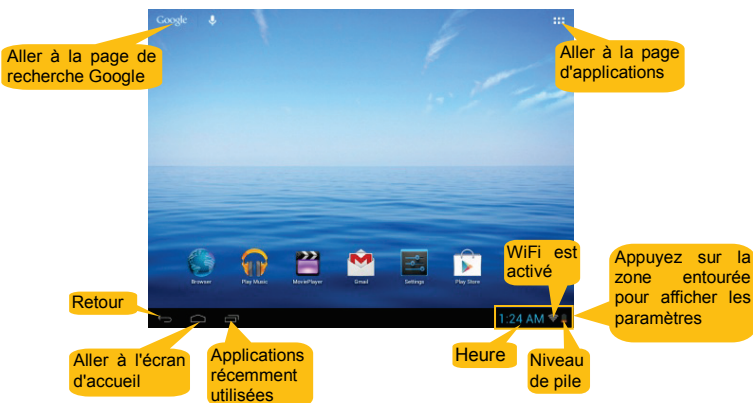 Google
Aller à la page de
recherche Google
Aller à la page
d'applications
Browser
Play Music
MoviePlayer
Gmail
Settings
Play Store
WiFi est
activé
Appuyez sur la
zone entourée
pour afficher les
paramètres
Retour
1:24 AM
Aller à l'écran
d'accueil
Applications
récemment
utilisées
Heure
Niveau
de pile